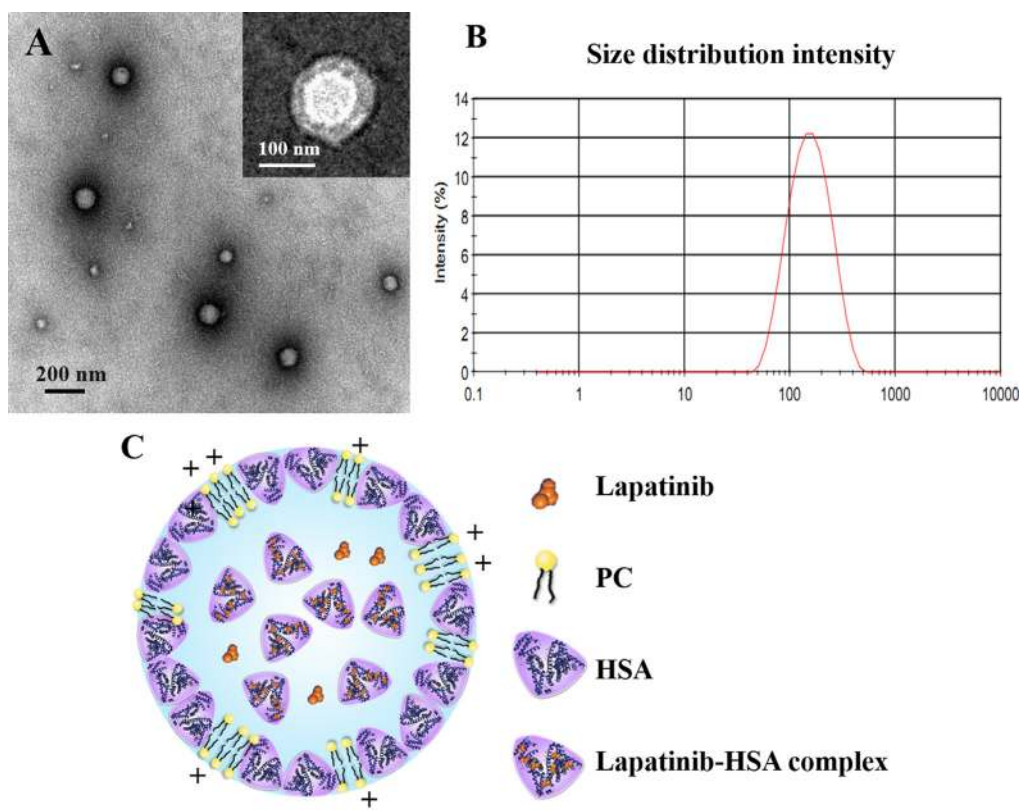 A
100 nm
200 nm
B
Size distribution intensity
Intensity (%)
14
12
10
8
6
4
2
0
0.1
1
10
100
1000
10000
C
+ + + + + + + +
Lapatinib
PC
HSA
Lapatinib-HSA complex